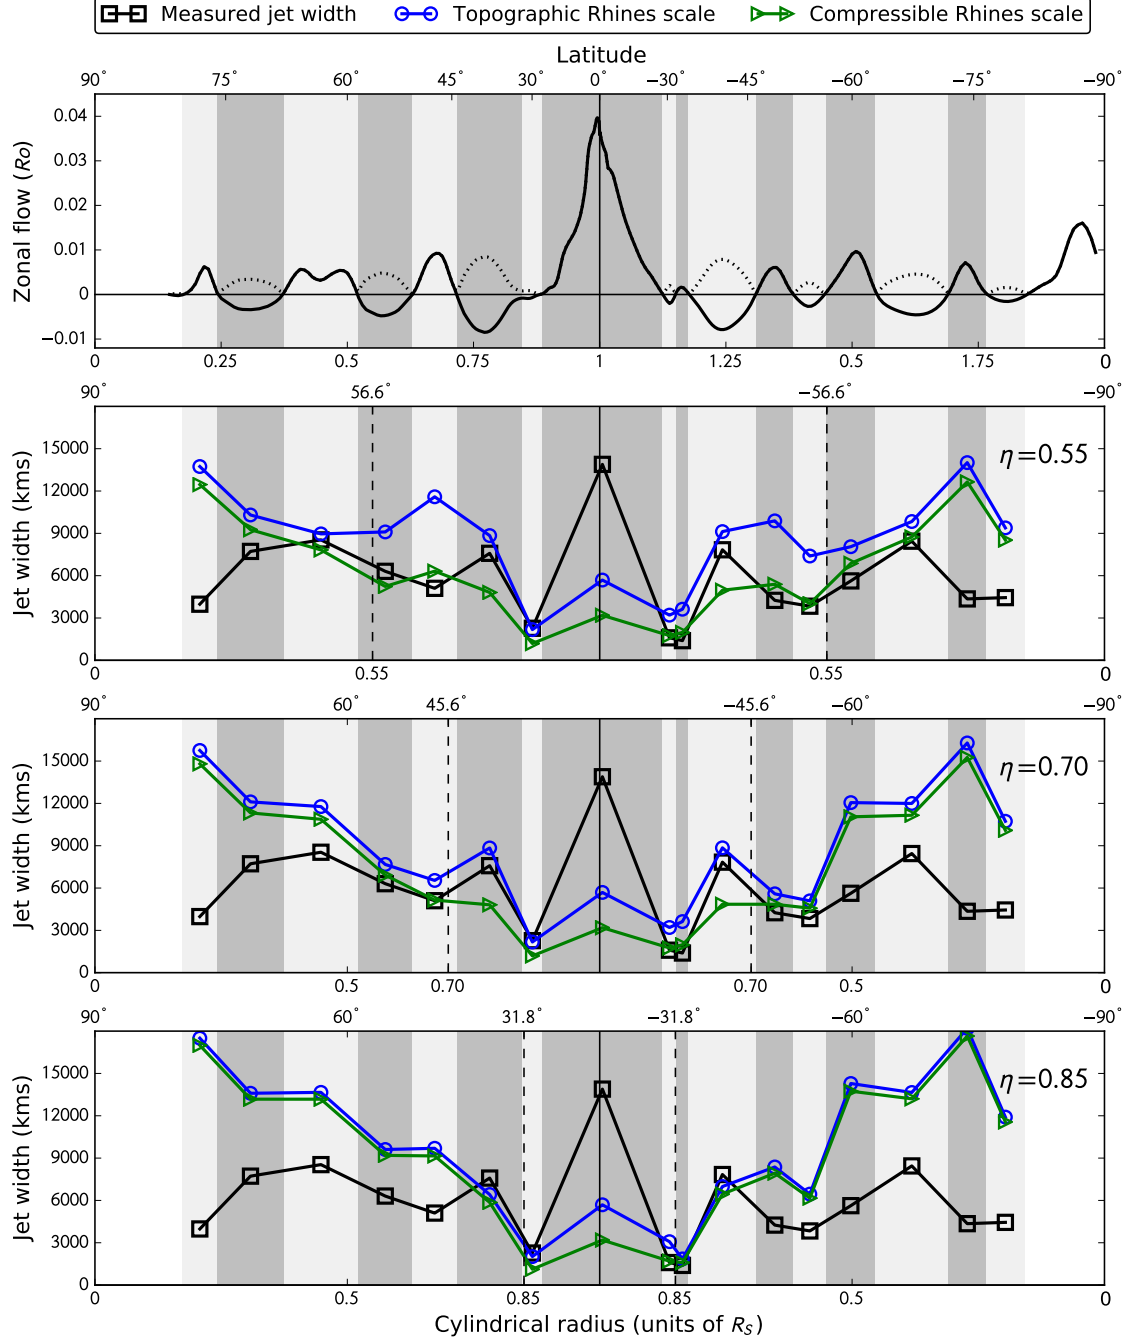 Measured jet width Topographic Rhines scale Compressible Rhines scale
Latitude
90° 75° 60° 45° 30° 0° −30° −45° −60° −75° −90°
Zonal flow (Ro)
0.04
0.03
0.02
0.01
0
−0.01
0 0.25 0.5 0.75 1 1.25 0.5 1.75 0
90° 56.6° −56.6° −90°
Jet width (kms)
15000
12000
9000
6000
3000
0
η=0.55
0 0.55 0.55 0
90° 60° 45.6° −45.6° −60° −90°
Jet width (kms)
15000
12000
9000
6000
3000
0
η=0.70
0 0.5 0.70 0.70 0.5 0
90° 60° 31.8° −31.8° −60° −90°
Jet width (kms)
15000
12000
9000
6000
3000
0
η=0.85
0 0.5 0.85 0.85 0.5 0
Cylindrical radius (units of R_S)